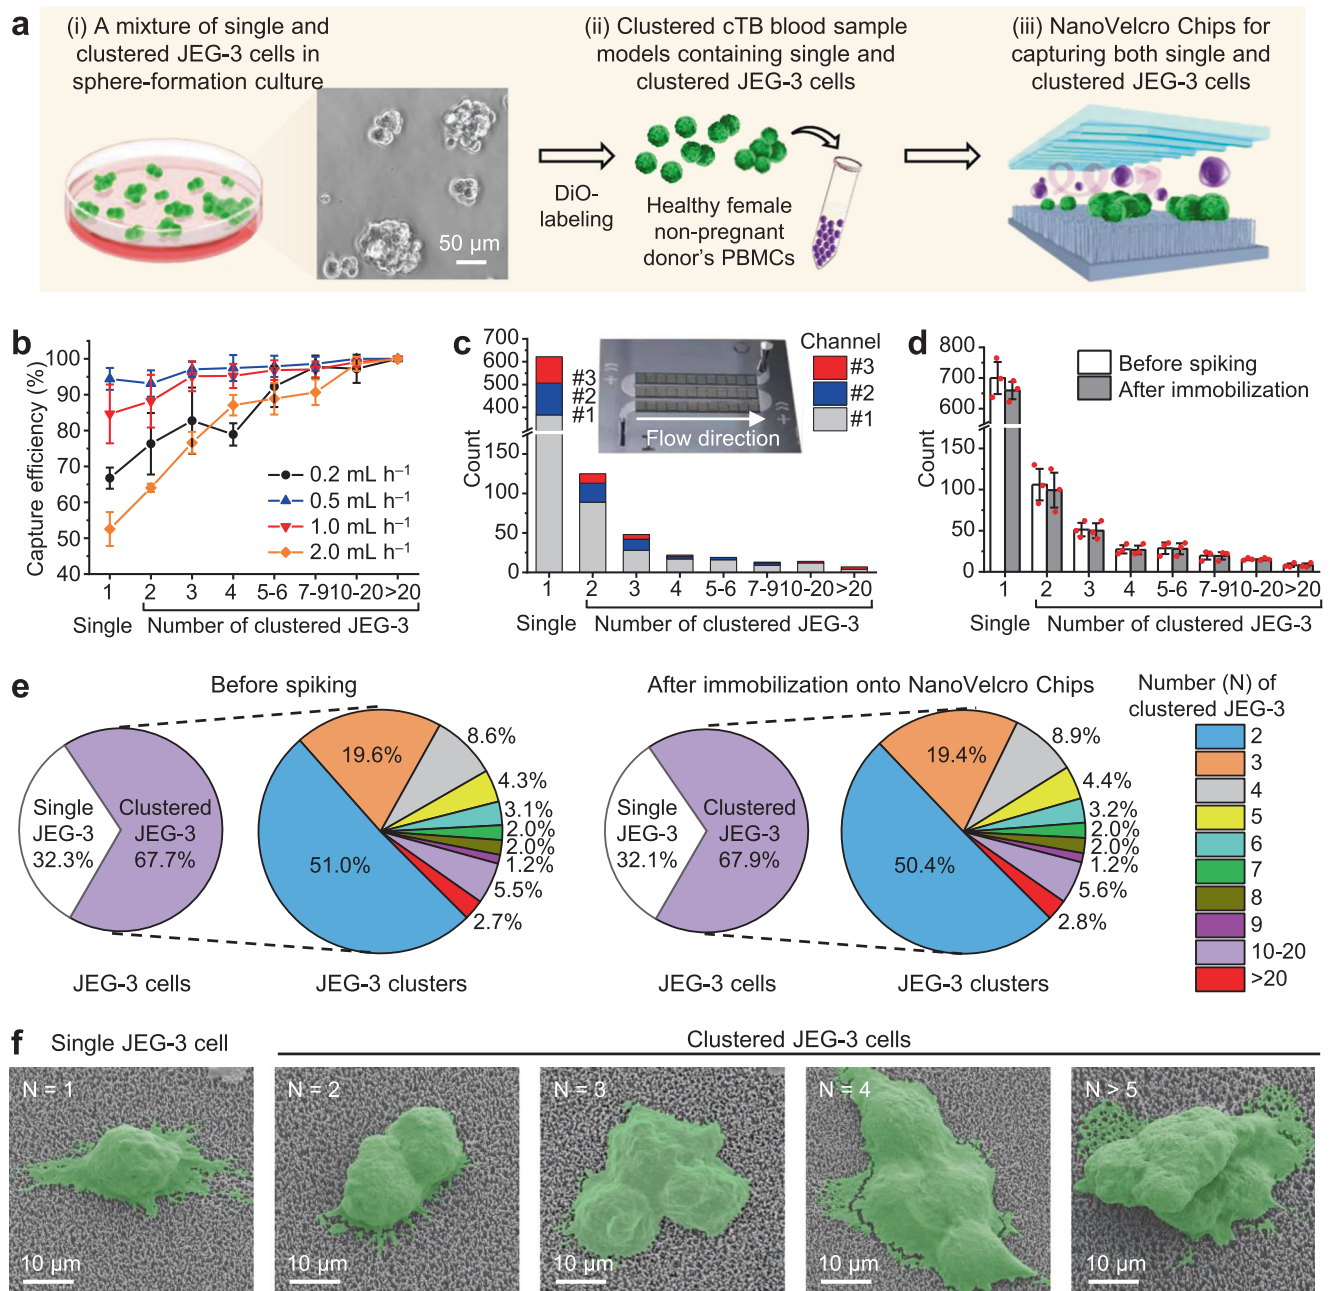 a
(i) A mixture of single and
clustered JEG-3 cells in
sphere-formation culture
50 µm
DiO-
labeling
(ii) Clustered cTB blood sample
models containing single and
clustered JEG-3 cells
Healthy female
non-pregnant
donor's PBMCs
(iii) NanoVelcro Chips for
capturing both single and
clustered JEG-3 cells
b
Capture efficiency (%)
100
90
80
70
60
50
40
0.2 mL h⁻¹
0.5 mL h⁻¹
1.0 mL h⁻¹
2.0 mL h⁻¹
1 2 3 4 5-6 7-9 10-20 >20
Single Number of clustered JEG-3
c
Count
700
600
500
400
300
150
100
50
0
#3
#2
#1
Flow direction
Channel
#3
#2
#1
1 2 3 4 5-6 7-9 10-20 >20
Single Number of clustered JEG-3
d
Count
800
700
600
100
50
0
Before spiking
After immobilization
1 2 3 4 5-6 7-9 10-20 >20
Single Number of clustered JEG-3
e
Before spiking
Single
JEG-3
32.3%
Clustered
JEG-3
67.7%
JEG-3 cells
51.0%
19.6%
8.6%
4.3%
3.1%
2.0%
2.0%
1.2%
5.5%
2.7%
JEG-3 clusters
After immobilization onto NanoVelcro Chips
Single
JEG-3
32.1%
Clustered
JEG-3
67.9%
JEG-3 cells
50.4%
19.4%
8.9%
4.4%
3.2%
2.0%
2.0%
1.2%
5.6%
2.8%
JEG-3 clusters
Number (N) of
clustered JEG-3
2
3
4
5
6
7
8
9
10-20
>20
f
Single JEG-3 cell
Clustered JEG-3 cells
N = 1
10 µm
N = 2
10 µm
N = 3
10 µm
N = 4
10 µm
N > 5
10 µm